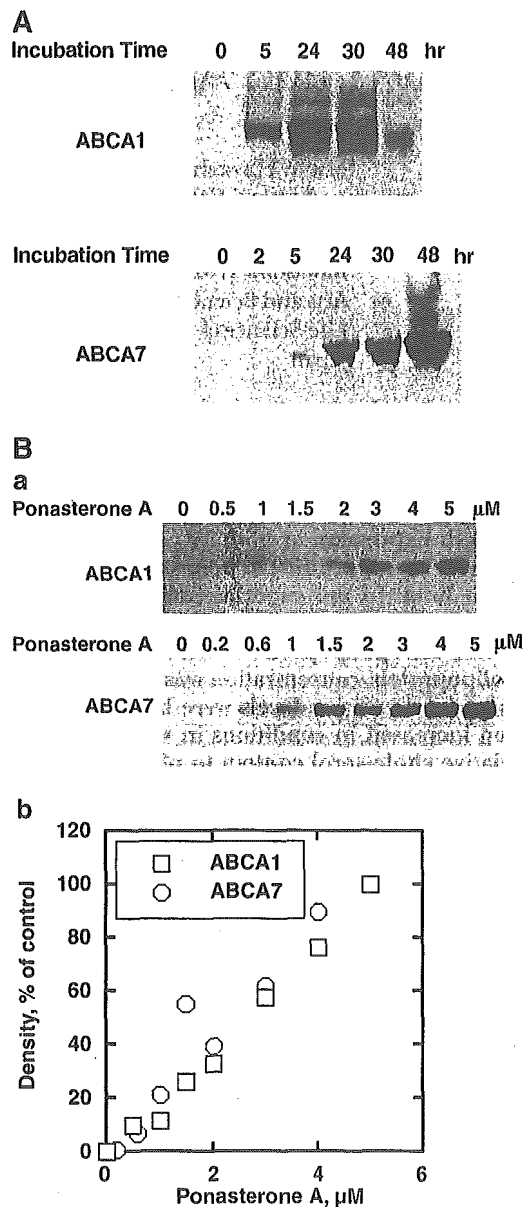 A
Incubation Time 0 5 24 30 48 hr
ABCA1
Incubation Time 0 2 5 24 30 48 hr
ABCA7
B
a
Ponasterone A 0 0.5 1 1.5 2 3 4 5 μM
ABCA1
Ponasterone A 0 0.2 0.6 1 1.5 2 3 4 5 μM
ABCA7
b
120
100
80
60
40
20
0
Density, % of control
ABCA1
ABCA7
0 2 4 6
Ponasterone A, μM